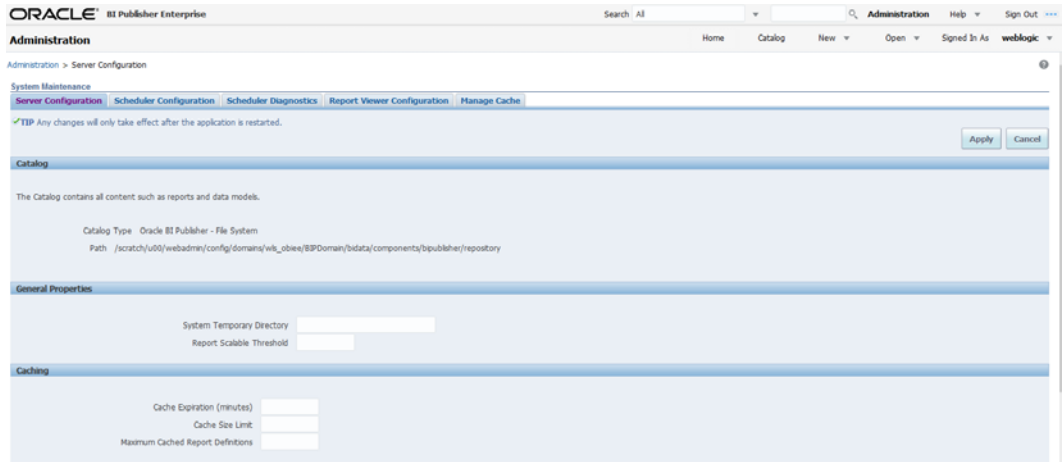 ORACLE BI Publisher Enterprise Search All Administration Help Sign Out
Administration Home Catalog New Open Signed In As weblogic
Administration > Server Configuration
System Maintenance
Server Configuration Scheduler Configuration Scheduler Diagnostics Report Viewer Configuration Manage Cache
TIP Any changes will only take effect after the application is restarted.
Apply Cancel
Catalog
The Catalog contains all content such as reports and data models.
Catalog Type Oracle BI Publisher - File System
Path /scratch/u00/webadmin/config/domains/wls_obiee/BIPDomain/bidata/components/bipublisher/repository
General Properties
System Temporary Directory
Report Scalable Threshold
Caching
Cache Expiration (minutes)
Cache Size Limit
Maximum Cached Report Definitions